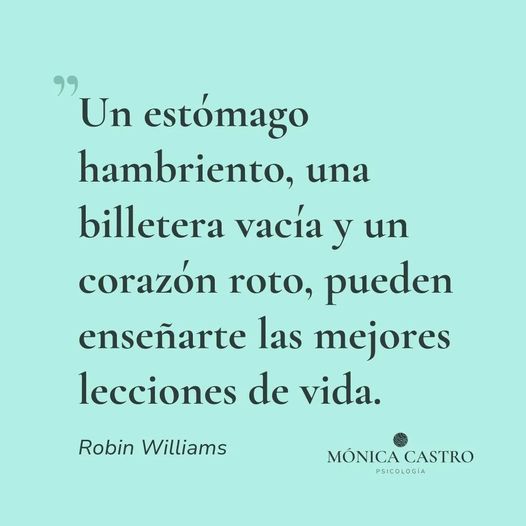 ”
Un estómago
hambriento, una
billetera vacía y un
corazón roto, pueden
enseñarte las mejores
lecciones de vida.
Robin Williams
MÓNICA CASTRO
PSICOLOGÍA